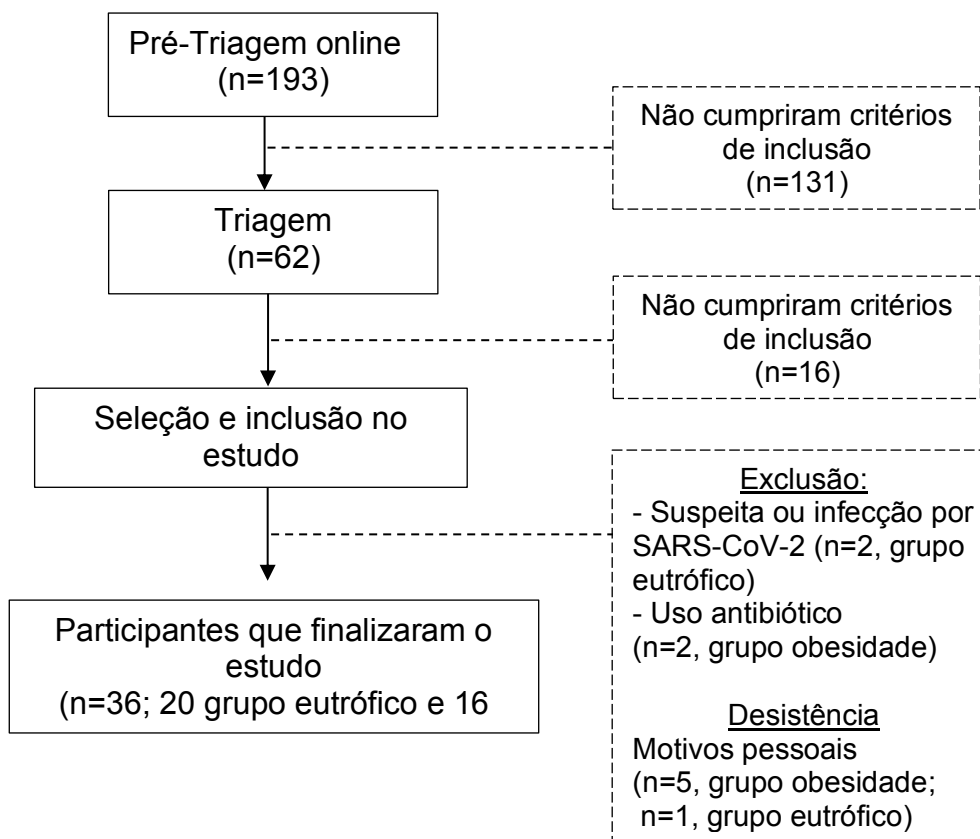 Pré-Triagem online
(n=193)
Não cumpriram critérios
de inclusão
(n=131)
Triagem
(n=62)
Não cumpriram critérios
de inclusão
(n=16)
Seleção e inclusão no
estudo
Exclusão:
- Suspeita ou infecção por
SARS-CoV-2 (n=2, grupo
eutrófico)
- Uso antibiótico
(n=2, grupo obesidade)
Desistência
Motivos pessoais
(n=5, grupo obesidade;
n=1, grupo eutrófico)
Participantes que finalizaram o
estudo
(n=36; 20 grupo eutrófico e 16